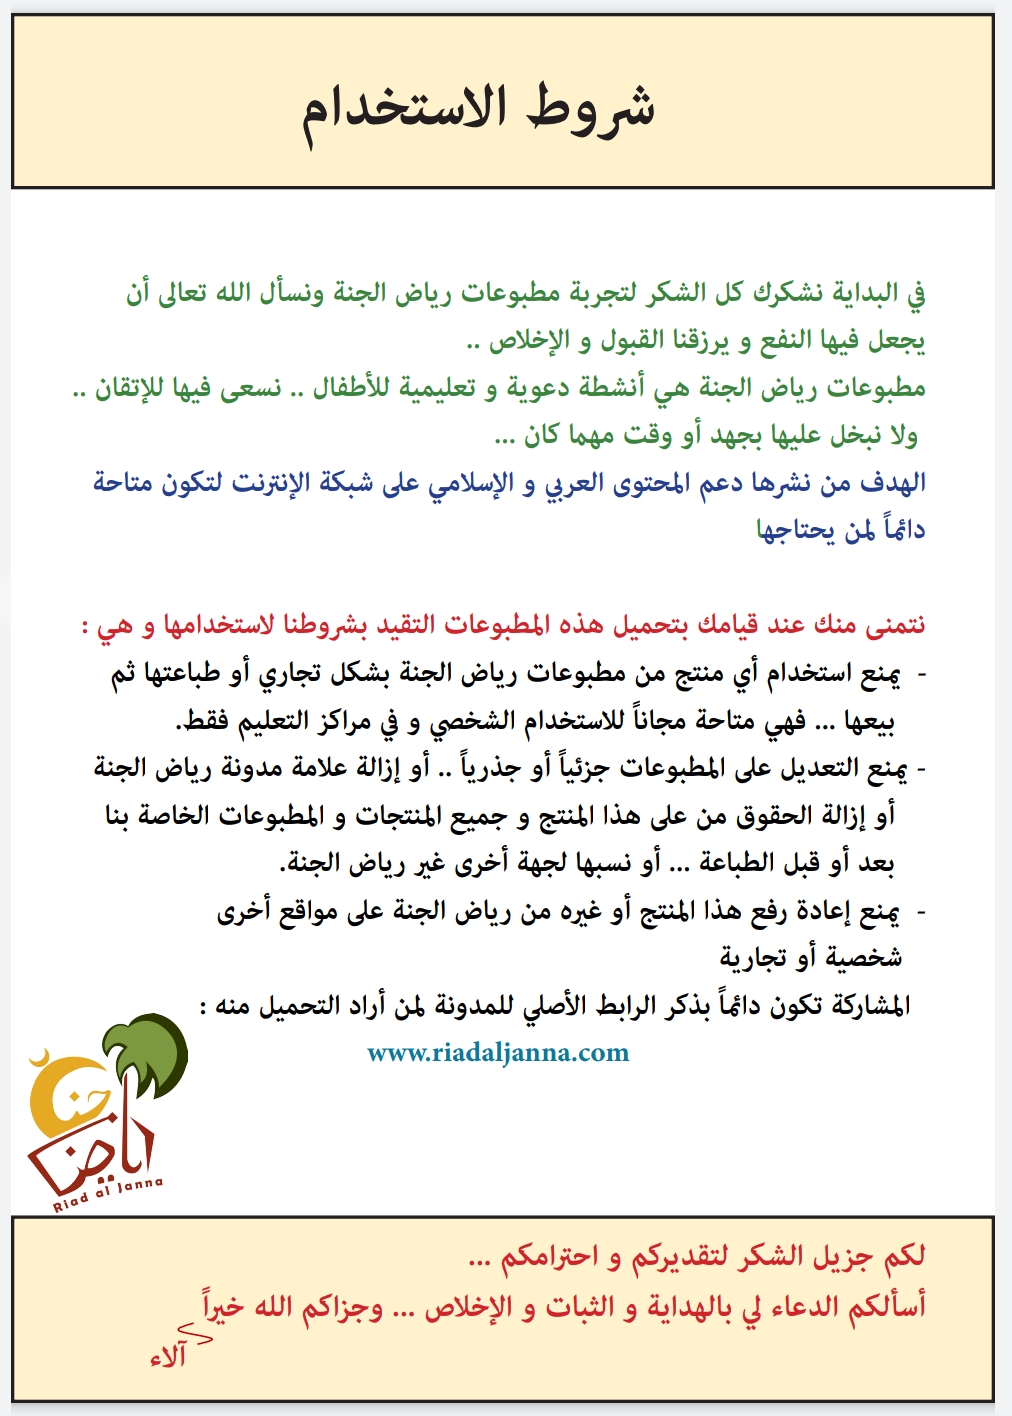 شروط الاستخدام
في البداية نشكرك كل الشكر لتجربة مطبوعات رياض الجنة ونسأل الله تعالى أن
يجعل فيها النفع و يرزقنا القبول و الإخلاص ..
مطبوعات رياض الجنة هي أنشطة دعوية و تعليمية للأطفال .. نسعى فيها للإتقان ..
ولا نبخل عليها بجهد أو وقت مهما كان ...
الهدف من نشرها دعم المحتوى العربي و الإسلامي على شبكة الإنترنت لتكون متاحة
دائماً لمن يحتاجها
نتمنى منك عند قيامك بتحميل هذه المطبوعات التقيد بشروطنا لاستخدامها و هي :
- يمنع استخدام أي منتج من مطبوعات رياض الجنة بشكل تجاري أو طباعتها ثم
بيعها ... فهي متاحة مجاناً للاستخدام الشخصي و في مراكز التعليم فقط.
- يمنع التعديل على المطبوعات جزئياً أو جذرياً .. أو إزالة علامة مدونة رياض الجنة
أو إزالة الحقوق من على هذا المنتج و جميع المنتجات و المطبوعات الخاصة بنا
بعد أو قبل الطباعة ... أو نسبها لجهة أخرى غير رياض الجنة.
- يمنع إعادة رفع هذا المنتج أو غيره من رياض الجنة على مواقع أخرى
شخصية أو تجارية
المشاركة تكون دائماً بذكر الرابط الأصلي للمدونة لمن أراد التحميل منه :
www.riadaljanna.com
Riad al Janna
لكم جزيل الشكر لتقديركم و احترامكم ...
أسألكم الدعاء لي بالهداية و الثبات و الإخلاص ... وجزاكم الله خيراً
آلاء